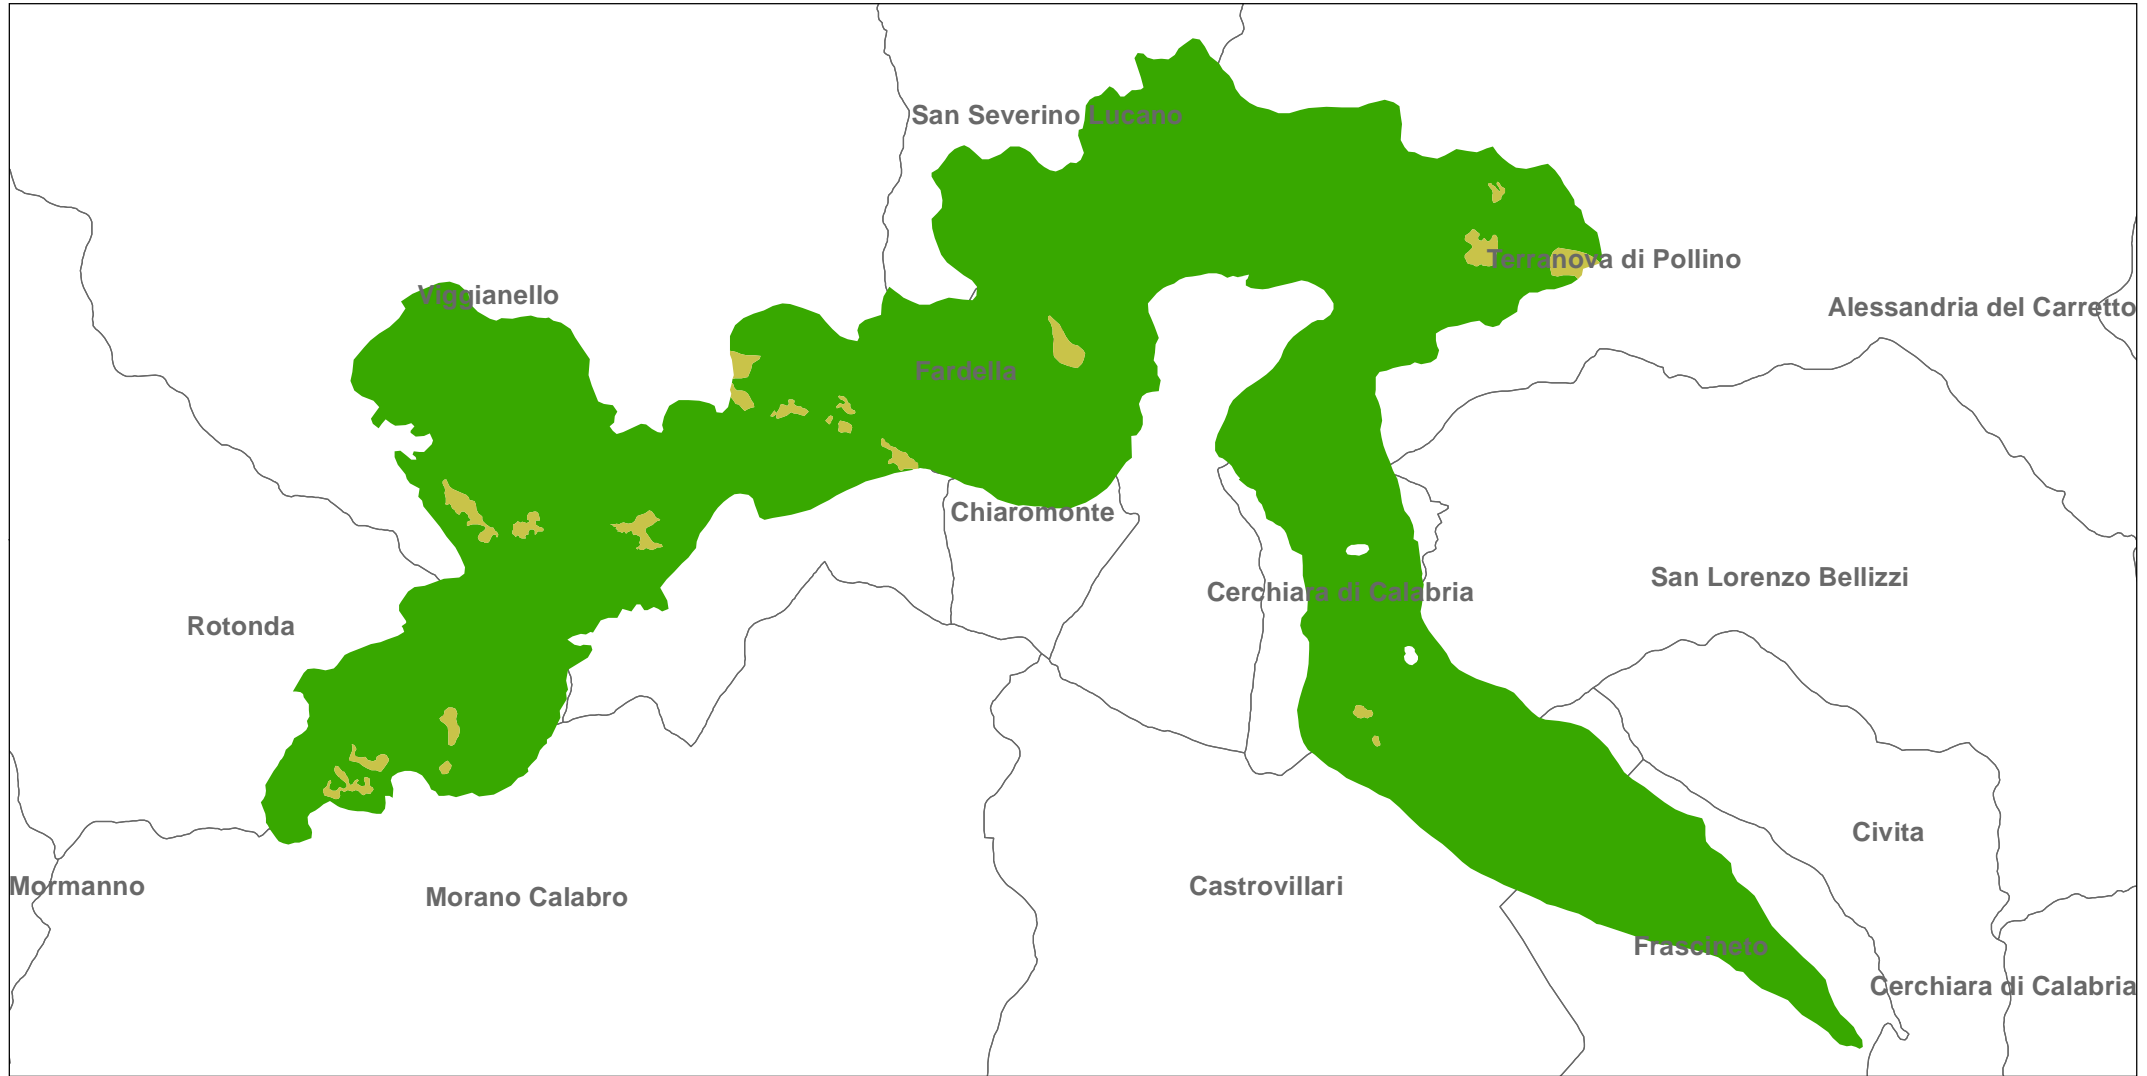 San Severino Lucano
Terranova di Pollino
Viggianello
Alessandria del Carretto
Fardella
Chiaromonte
San Lorenzo Bellizzi
Cerchiara di Calabria
Rotonda
Civita
Mormanno
Castrovillari
Morano Calabro
Frascineto
Cerchiara di Calabria